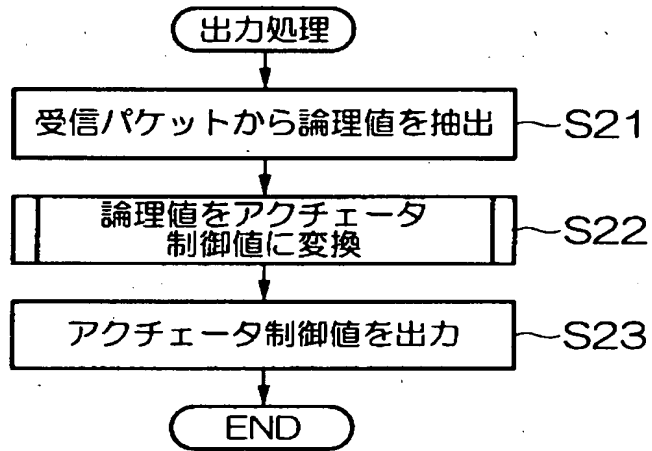 出力処理
受信パケットから論理値を抽出
S21
論理値をアクチェータ
制御値に変換
S22
アクチェータ制御値を出力
S23
END